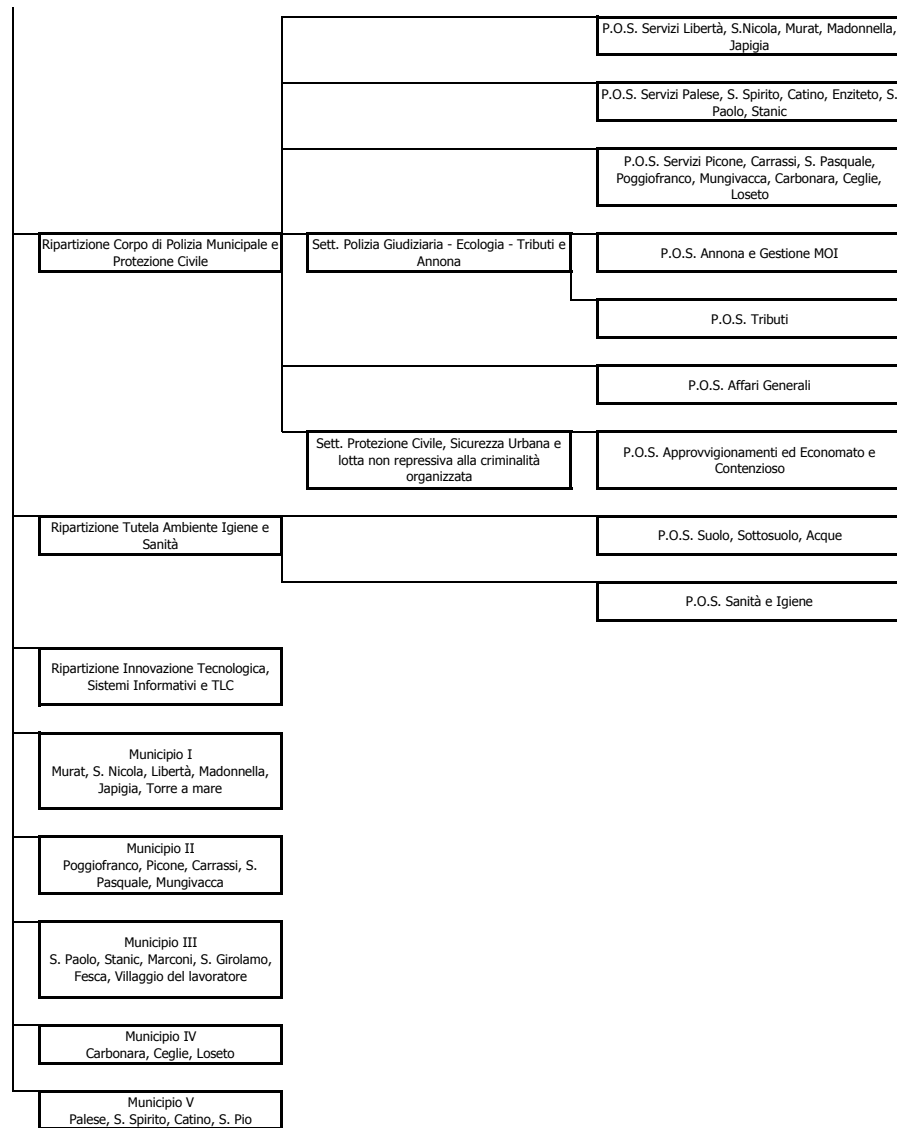 P.O.S. Servizi Libertà, S.Nicola, Murat, Madonnella,
Japigia
P.O.S. Servizi Palese, S. Spirito, Catino, Enziteto, S.
Paolo, Stanic
P.O.S. Servizi Picone, Carrassi, S. Pasquale,
Poggiofranco, Mungivacca, Carbonara, Ceglie,
Loseto
Ripartizione Corpo di Polizia Municipale e
Protezione Civile
Sett. Polizia Giudiziaria - Ecologia - Tributi e
Annona
P.O.S. Annona e Gestione MOI
P.O.S. Tributi
P.O.S. Affari Generali
Sett. Protezione Civile, Sicurezza Urbana e
lotta non repressiva alla criminalità
organizzata
P.O.S. Approvvigionamenti ed Economato e
Contenzioso
Ripartizione Tutela Ambiente Igiene e
Sanità
P.O.S. Suolo, Sottosuolo, Acque
P.O.S. Sanità e Igiene
Ripartizione Innovazione Tecnologica,
Sistemi Informativi e TLC
Municipio I
Murat, S. Nicola, Libertà, Madonnella,
Japigia, Torre a mare
Municipio II
Poggiofranco, Picone, Carrassi, S.
Pasquale, Mungivacca
Municipio III
S. Paolo, Stanic, Marconi, S. Girolamo,
Fesca, Villaggio del lavoratore
Municipio IV
Carbonara, Ceglie, Loseto
Municipio V
Palese, S. Spirito, Catino, S. Pio